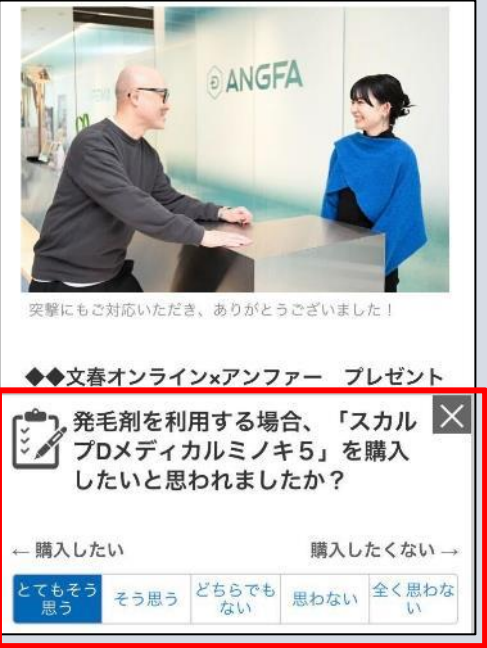 ANGFA
突撃にもご対応いただき、ありがとうございました！
◆◆文春オンライン×アンファー　プレゼント
発毛剤を利用する場合、「スカル
プDメディカルミノキ５」を購入
したいと思われましたか？
← 購入したい
購入したくない →
とてもそう
思う
そう思う
どちらでも
ない
思わない
全く思わな
い